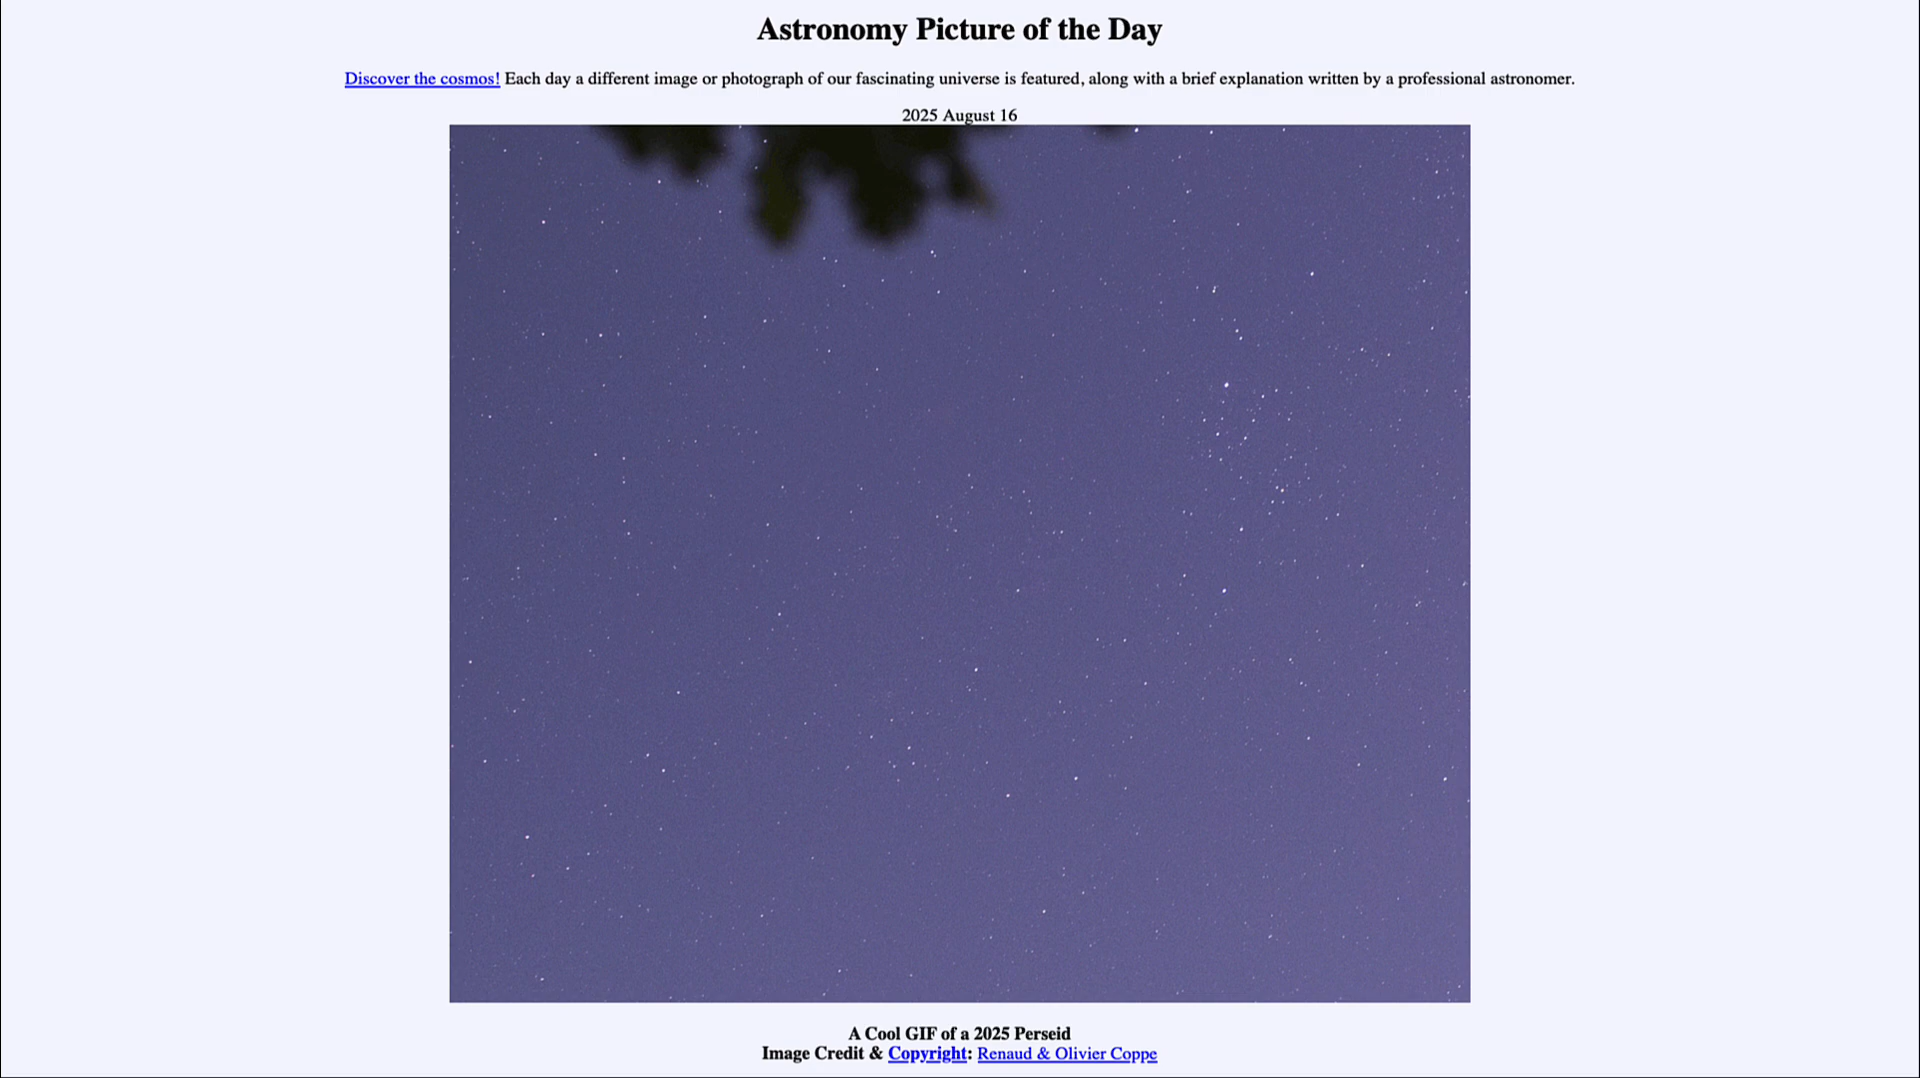 Astronomy Picture of the Day
Discover the cosmos! Each day a different image or photograph of our fascinating universe is featured, along with a brief explanation written by a professional astronomer.
2025 August 16
A Cool GIF of a 2025 Perseid
Image Credit & Copyright: Renaud & Olivier Coppe